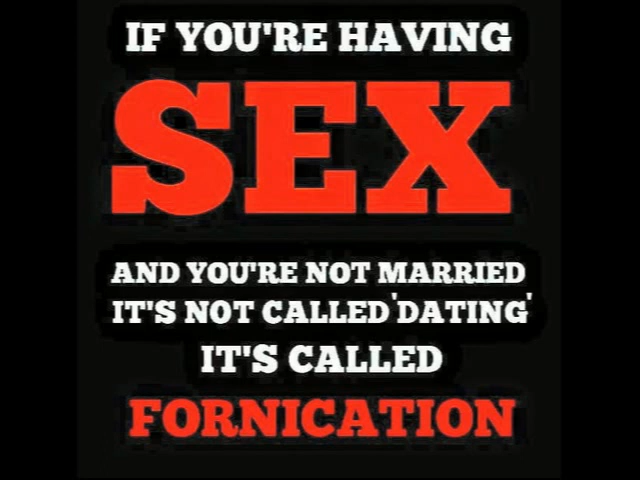 IF YOU'RE HAVING
SEX
AND YOU'RE NOT MARRIED
IT'S NOT CALLED 'DATING'
IT'S CALLED
FORNICATION